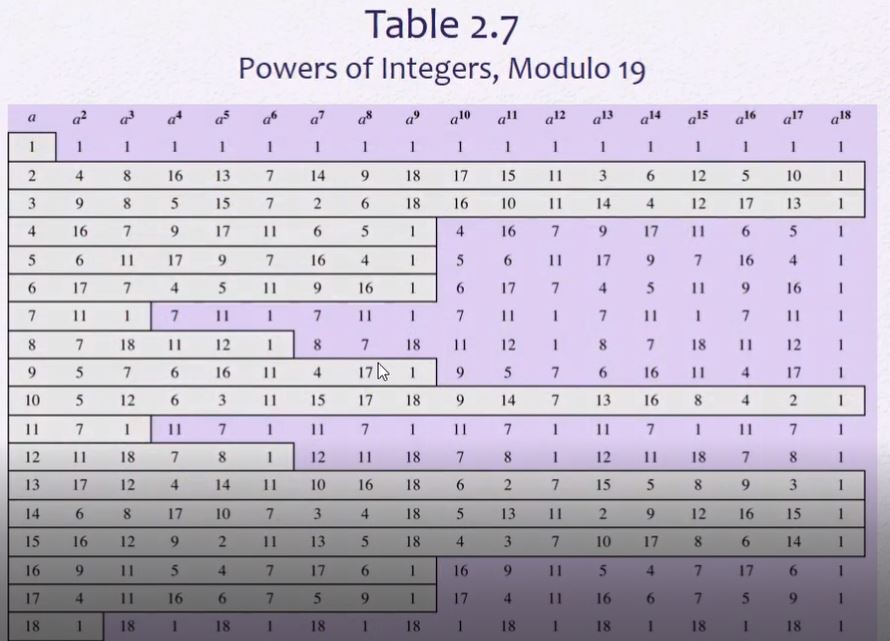 Table 2.7
Powers of Integers, Modulo 19
a a² a³ a⁴ a⁵ a⁶ a⁷ a⁸ a⁹ a¹⁰ a¹¹ a¹² a¹³ a¹⁴ a¹⁵ a¹⁶ a¹⁷ a¹⁸
1 1 1 1 1 1 1 1 1 1 1 1 1 1 1 1 1 1
2 4 8 16 13 7 14 9 18 17 15 11 3 6 12 5 10 1
3 9 8 5 15 7 2 6 18 16 10 11 14 4 12 17 13 1
4 16 7 9 17 11 6 5 1 4 16 7 9 17 11 6 5 1
5 6 11 17 9 7 16 4 1 5 6 11 17 9 7 16 4 1
6 17 7 4 5 11 9 16 1 6 17 7 4 5 11 9 16 1
7 11 1 7 11 1 7 11 1 7 11 1 7 11 1 7 11 1
8 7 18 11 12 1 8 7 18 11 12 1 8 7 18 11 12 1
9 5 7 6 16 11 4 17 1 9 5 7 6 16 11 4 17 1
10 5 12 6 3 11 15 17 18 9 14 7 13 16 8 4 2 1
11 7 1 11 7 1 11 7 1 11 7 1 11 7 1 11 7 1
12 11 18 7 8 1 12 11 18 7 8 1 12 11 18 7 8 1
13 17 12 4 14 11 10 16 18 6 2 7 15 5 8 9 3 1
14 6 8 17 10 7 3 4 18 5 13 11 2 9 12 16 15 1
15 16 12 9 2 11 13 5 18 4 3 7 10 17 8 6 14 1
16 9 11 5 4 7 17 6 1 16 9 11 5 4 7 17 6 1
17 4 11 16 6 7 5 9 1 17 4 11 16 6 7 5 9 1
18 1 18 1 18 1 18 1 18 1 18 1 18 1 18 1 18 1